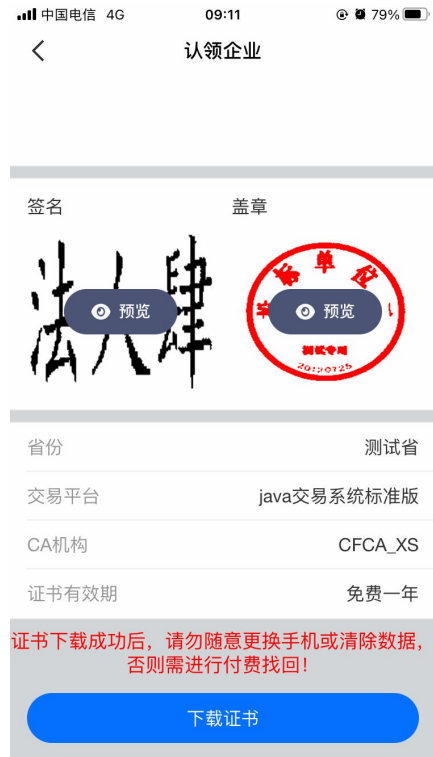 中国电信 4G 09:11 79%
认领企业
签名 盖章
法人肆
单位
预览 预览
测试专用
20120725
省份 测试省
交易平台 java交易系统标准版
CA机构 CFCA_XS
证书有效期 免费一年
证书下载成功后，请勿随意更换手机或清除数据，
否则需进行付费找回！
下载证书